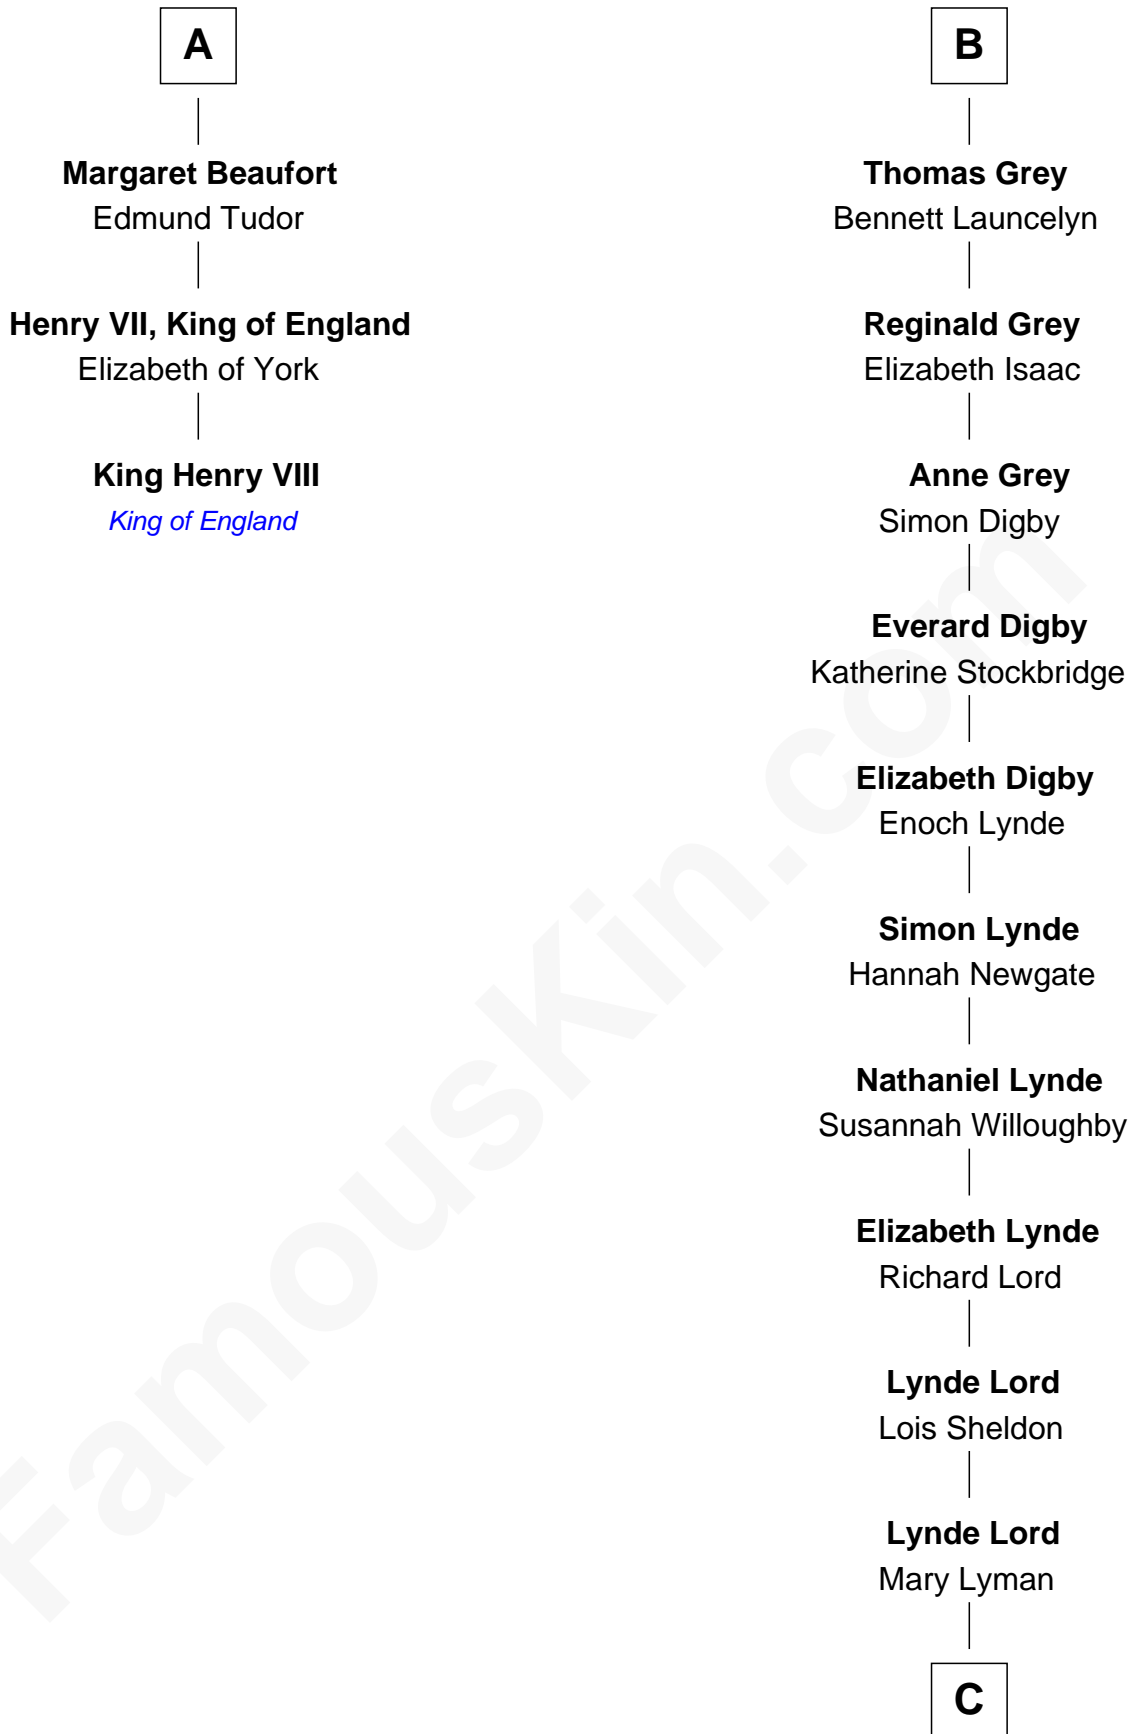 A
Margaret Beaufort
Edmund Tudor
Henry VII, King of England
Elizabeth of York
King Henry VIII
King of England
B
Thomas Grey
Bennett Launcelyn
Reginald Grey
Elizabeth Isaac
Anne Grey
Simon Digby
Everard Digby
Katherine Stockbridge
Elizabeth Digby
Enoch Lynde
Simon Lynde
Hannah Newgate
Nathaniel Lynde
Susannah Willoughby
Elizabeth Lynde
Richard Lord
Lynde Lord
Lois Sheldon
Lynde Lord
Mary Lyman
C
FamousKin.com